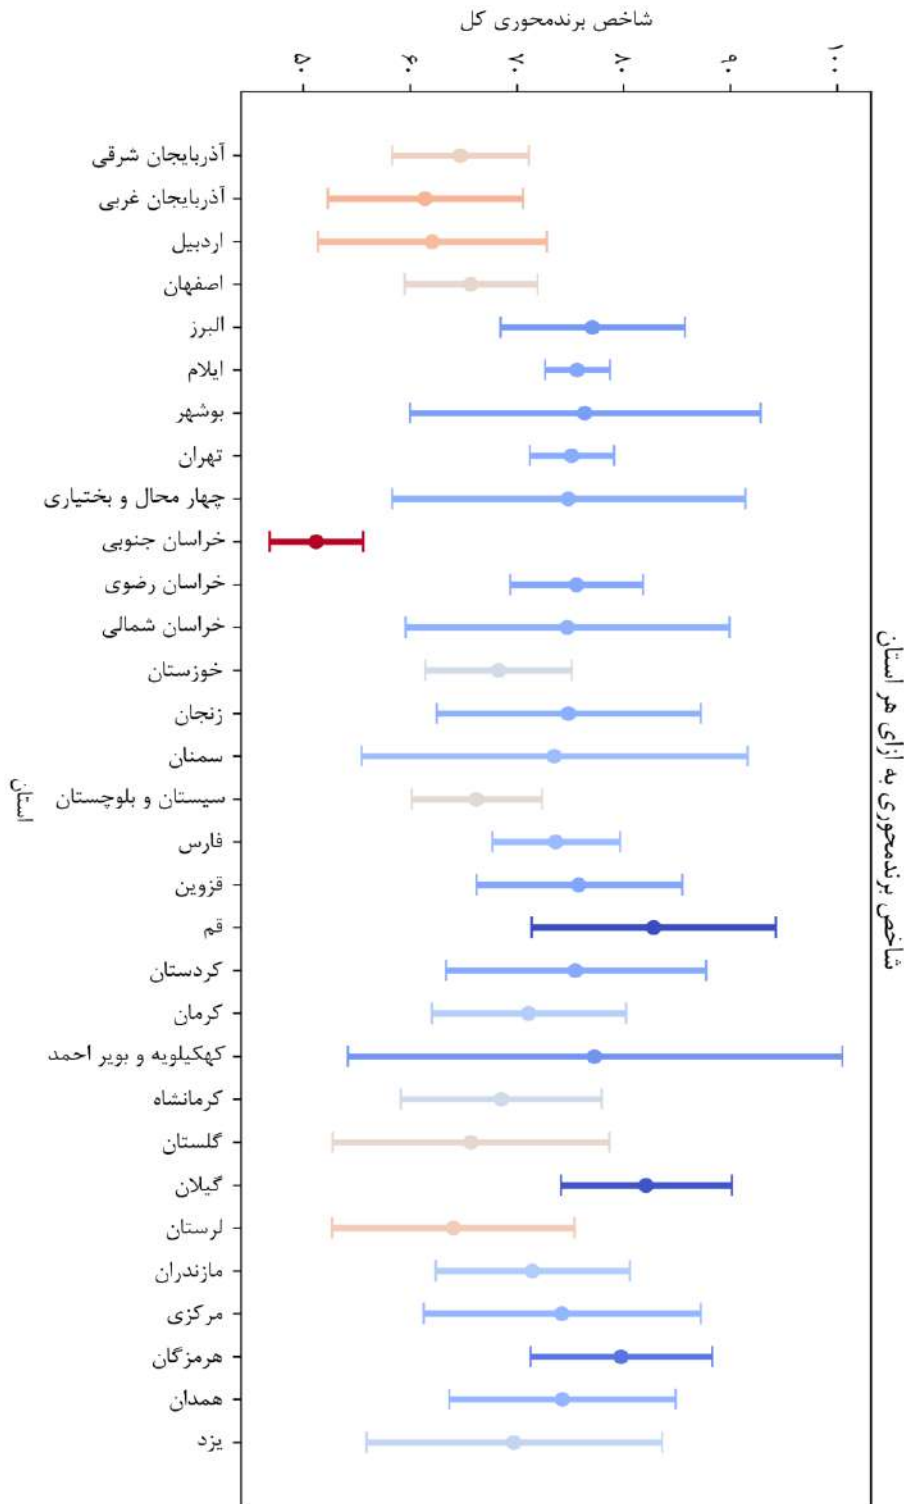 شاخص برندمحوری به ازای هر استان
شاخص برندمحوری کل
۵۰
۶۰
۷۰
۸۰
۹۰
۱۰۰
آذربایجان شرقی
آذربایجان غربی
اردبیل
اصفهان
البرز
ایلام
بوشهر
تهران
چهار محال و بختیاری
خراسان جنوبی
خراسان رضوی
خراسان شمالی
خوزستان
زنجان
سمنان
سیستان و بلوچستان
فارس
قزوین
قم
کردستان
کرمان
کهکیلویه و بویر احمد
کرمانشاه
گلستان
گیلان
لرستان
مازندران
مرکزی
هرمزگان
همدان
یزد
استان